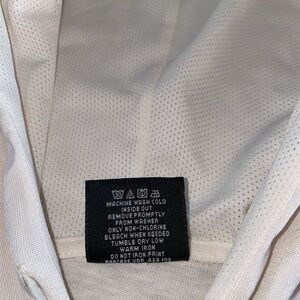 MACHINE WASH COLD
INSIDE OUT
REMOVE PROMPTLY
FROM WASHER
ONLY NON-CHLORINE
BLEACH WHEN NEEDED
TUMBLE DRY LOW
WARM IRON
DO NOT IRON PRINT
VDR